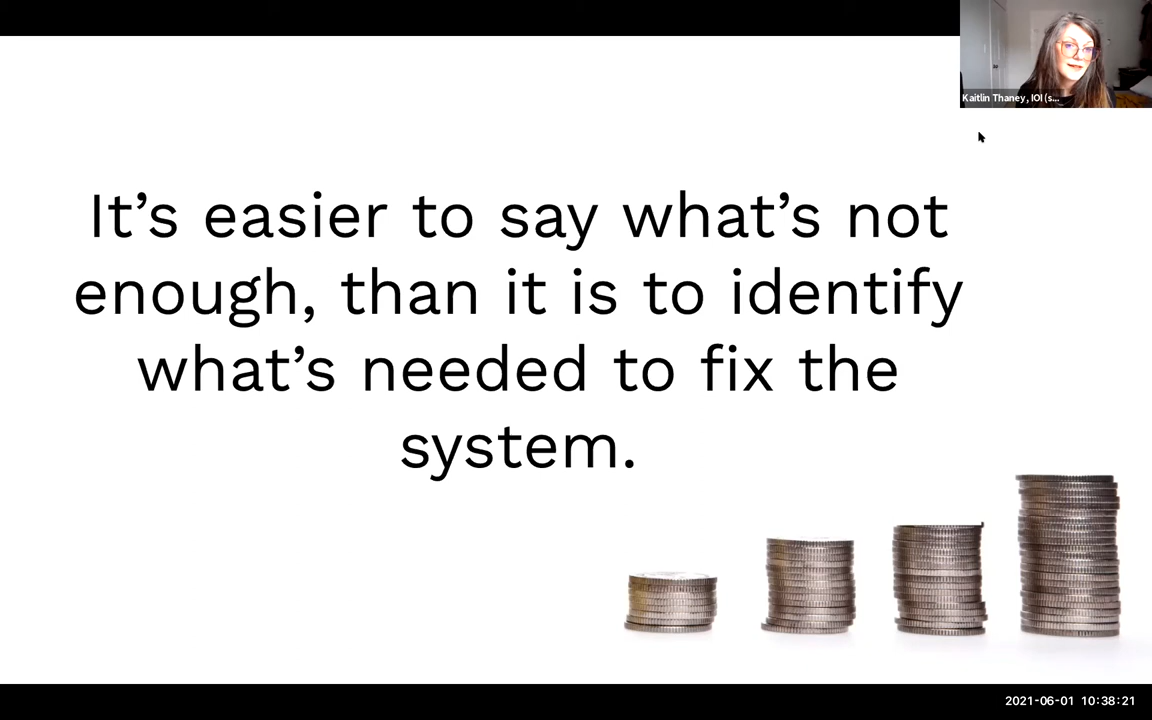 Kaitlin Thaney, IOI (s...
It’s easier to say what’s not
enough, than it is to identify
what’s needed to fix the
system.
2021-06-01 10:38:21